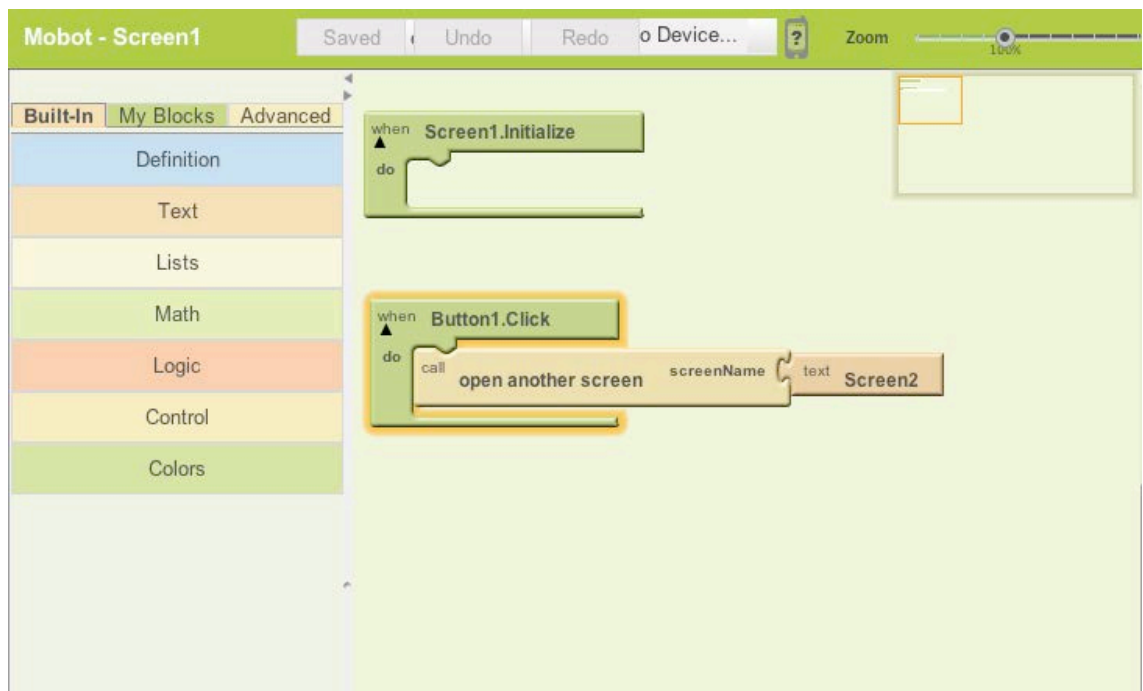 Mobot - Screen1
Saved
Undo
Redo
o Device...
?
Zoom
100%
Built-In
My Blocks
Advanced
Definition
Text
Lists
Math
Logic
Control
Colors
when Screen1.Initialize
do
when Button1.Click
do
call open another screen screenName
text Screen2